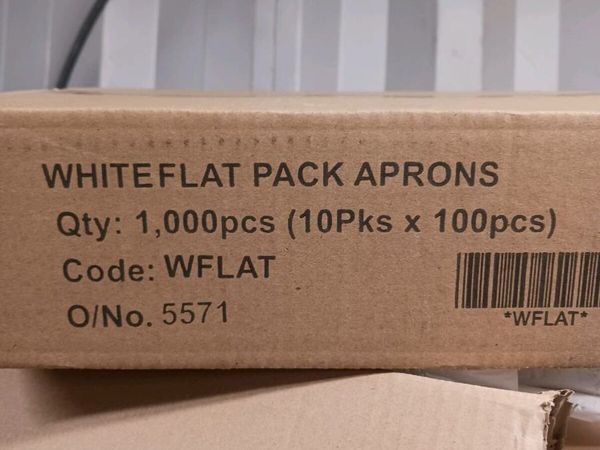 WHITEFLAT PACK APRONS
Qty: 1,000pcs (10Pks x 100pcs)
Code: WFLAT
O/No. 5571
*WFLAT*